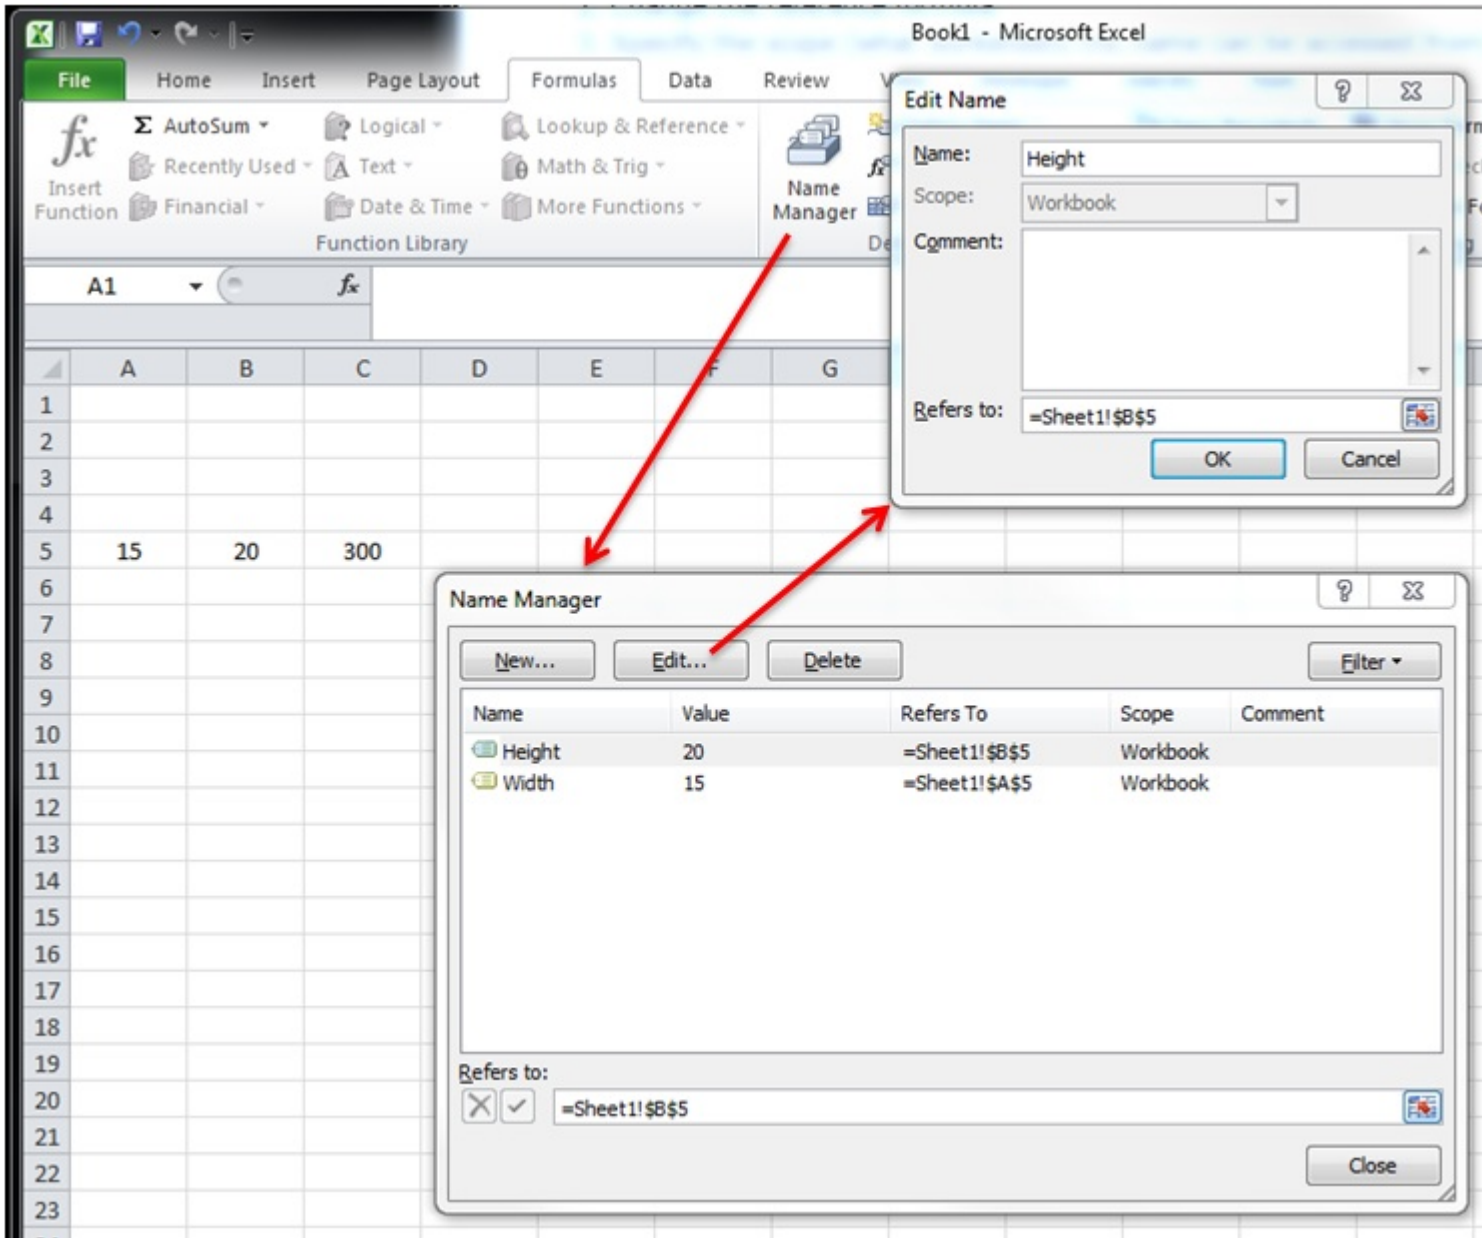 Book1 - Microsoft Excel
File Home Insert Page Layout Formulas Data Review
fx Σ AutoSum Logical Lookup & Reference
Recently Used Text Math & Trig
Insert Function Financial Date & Time More Functions
Name Manager
Function Library
A1 fx
A B C D E F G
1
2
3
4
5 15 20 300
6
7
8
9
10
11
12
13
14
15
16
17
18
19
20
21
22
23
Edit Name
Name: Height
Scope: Workbook
Comment:
Refers to: =Sheet1!$B$5
OK Cancel
Name Manager
New... Edit... Delete Filter
Name Value Refers To Scope Comment
Height 20 =Sheet1!$B$5 Workbook
Width 15 =Sheet1!$A$5 Workbook
Refers to:
=Sheet1!$B$5
Close